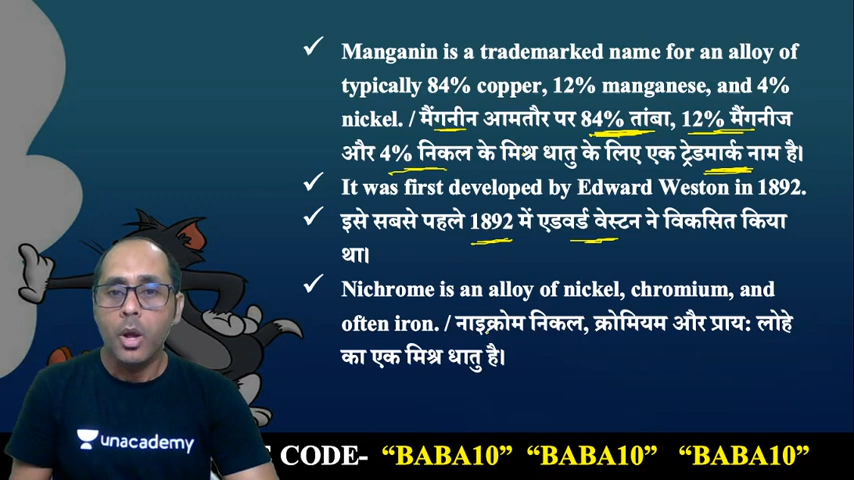 Manganin is a trademarked name for an alloy of
typically 84% copper, 12% manganese, and 4%
nickel. / मैंगनीन आमतौर पर 84% तांबा, 12% मैंगनीज
और 4% निकल के मिश्र धातु के लिए एक ट्रेडमार्क नाम है।
It was first developed by Edward Weston in 1892.
इसे सबसे पहले 1892 में एडवर्ड वेस्टन ने विकसित किया
था।
Nichrome is an alloy of nickel, chromium, and
often iron. / नाइक्रोम निकल, क्रोमियम और प्राय: लोहे
का एक मिश्र धातु है।
unacademy
CODE- “BABA10” “BABA10” “BABA10”